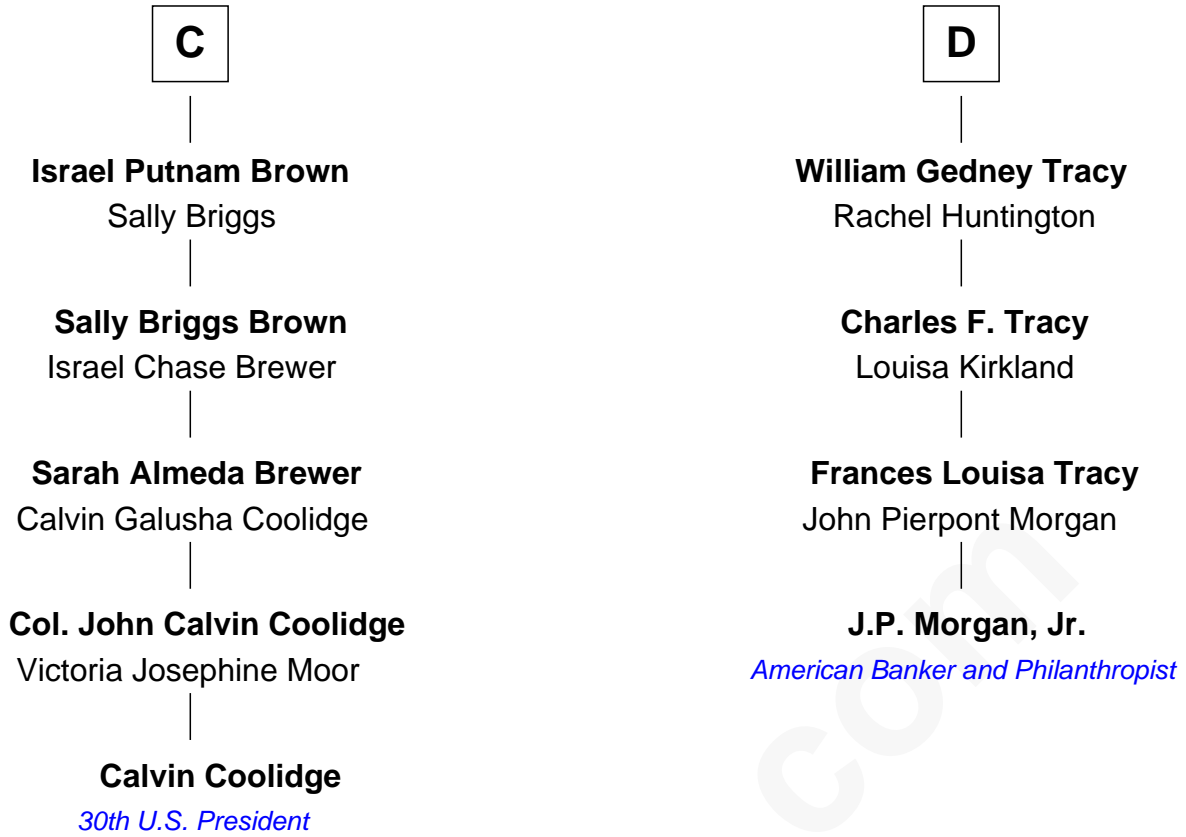 C
Israel Putnam Brown
Sally Briggs
Sally Briggs Brown
Israel Chase Brewer
Sarah Almeda Brewer
Calvin Galusha Coolidge
Col. John Calvin Coolidge
Victoria Josephine Moor
Calvin Coolidge
30th U.S. President
D
William Gedney Tracy
Rachel Huntington
Charles F. Tracy
Louisa Kirkland
Frances Louisa Tracy
John Pierpont Morgan
J.P. Morgan, Jr.
American Banker and Philanthropist
com